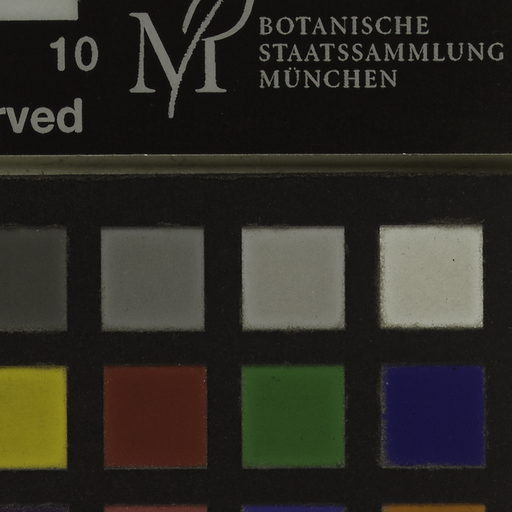 BOTANISCHE
STAATSSAMMLUNG
MÜNCHEN
10
rved